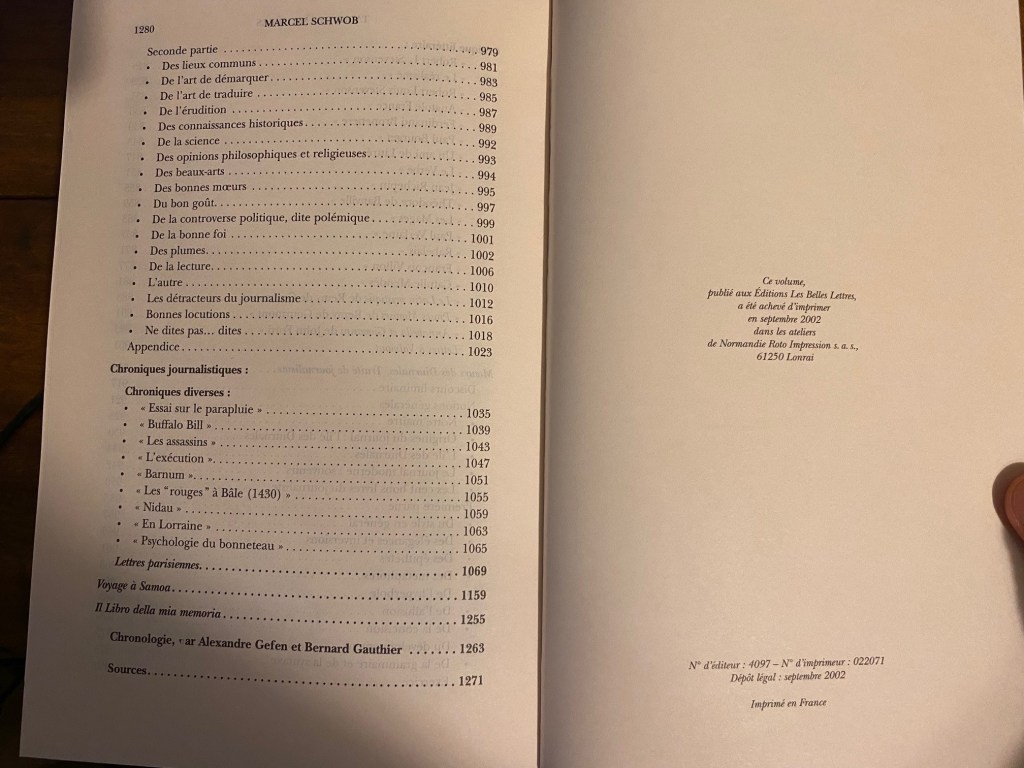 1280
MARCEL SCHWOB
Seconde partie ........................................ 979
• Des lieux communs ........................................ 981
• De l'art de démarquer ........................................ 983
• De l'art de traduire ........................................ 985
• De l'érudition ........................................ 987
• Des connaissances historiques ........................................ 989
• De la science ........................................ 992
• Des opinions philosophiques et religieuses ........................................ 993
• Des beaux-arts ........................................ 994
• Des bonnes mœurs ........................................ 995
• Du bon goût ........................................ 997
• De la controverse politique, dite polémique ........................................ 999
• De la bonne foi ........................................ 1001
• Des plumes ........................................ 1002
• De la lecture ........................................ 1006
• L'autre ........................................ 1010
• Les détracteurs du journalisme ........................................ 1012
• Bonnes locutions ........................................ 1016
• Ne dites pas... dites ........................................ 1018
Appendice ........................................ 1023
Chroniques journalistiques :
Chroniques diverses :
• « Essai sur le parapluie » ........................................ 1035
• « Buffalo Bill » ........................................ 1039
• « Les assassins » ........................................ 1043
• « L'exécution » ........................................ 1047
• « Barnum » ........................................ 1051
• « Les "rouges" à Bâle (1430) » ........................................ 1055
• « Nidau » ........................................ 1059
• « En Lorraine » ........................................ 1063
• « Psychologie du bonneteau » ........................................ 1065
Lettres parisiennes ........................................ 1069
Voyage à Samoa ........................................ 1159
Il Libro della mia memoria ........................................ 1255
Chronologie, ar Alexandre Gefen et Bernard Gauthier ........ 1263
Sources ........................................ 1271
Ce volume,
publié aux Éditions Les Belles Lettres,
a été achevé d'imprimer
en septembre 2002
dans les ateliers
de Normandie Roto Impression s. a. s.,
61250 Lonrai
N° d'éditeur : 4097 – N° d'imprimeur : 022071
Dépôt légal : septembre 2002
Imprimé en France